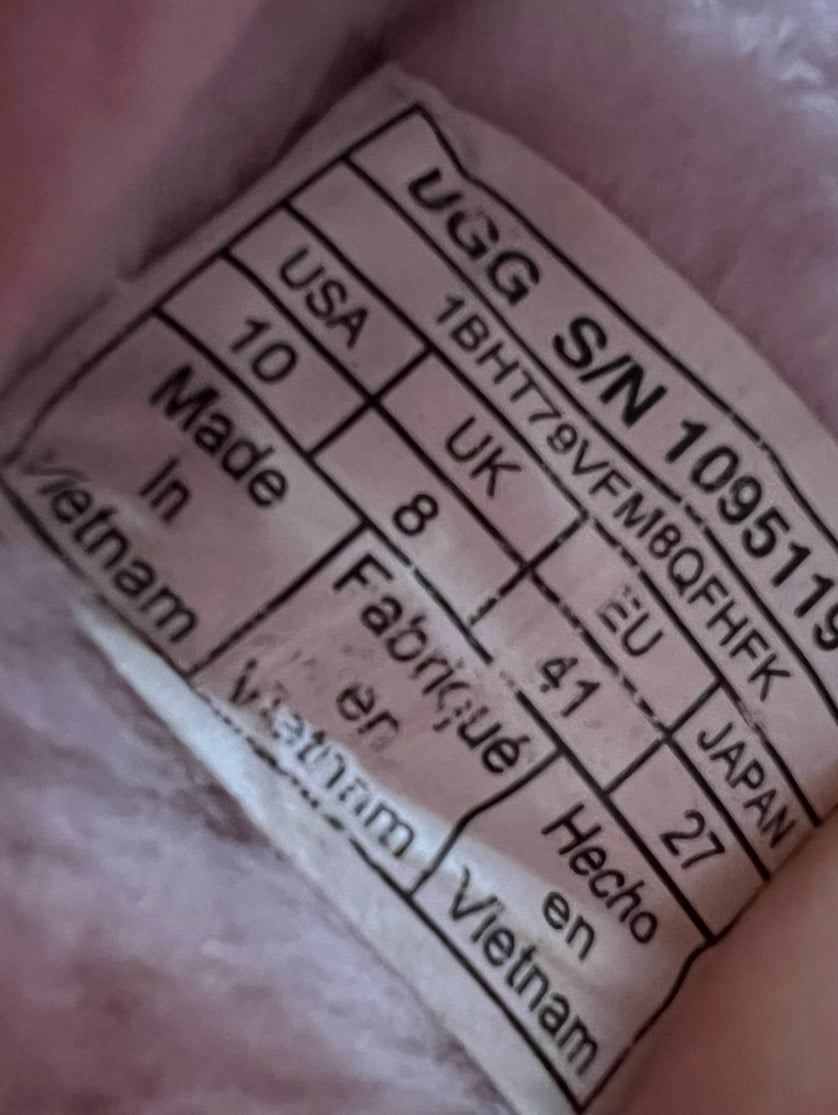 UGG S/N 1095119
1BHT79VFM8QFHFK
USA UK EU JAPAN
10 8 41 27
Made In Vietnam
Fabriqué en Vietnam
Hecho en Vietnam